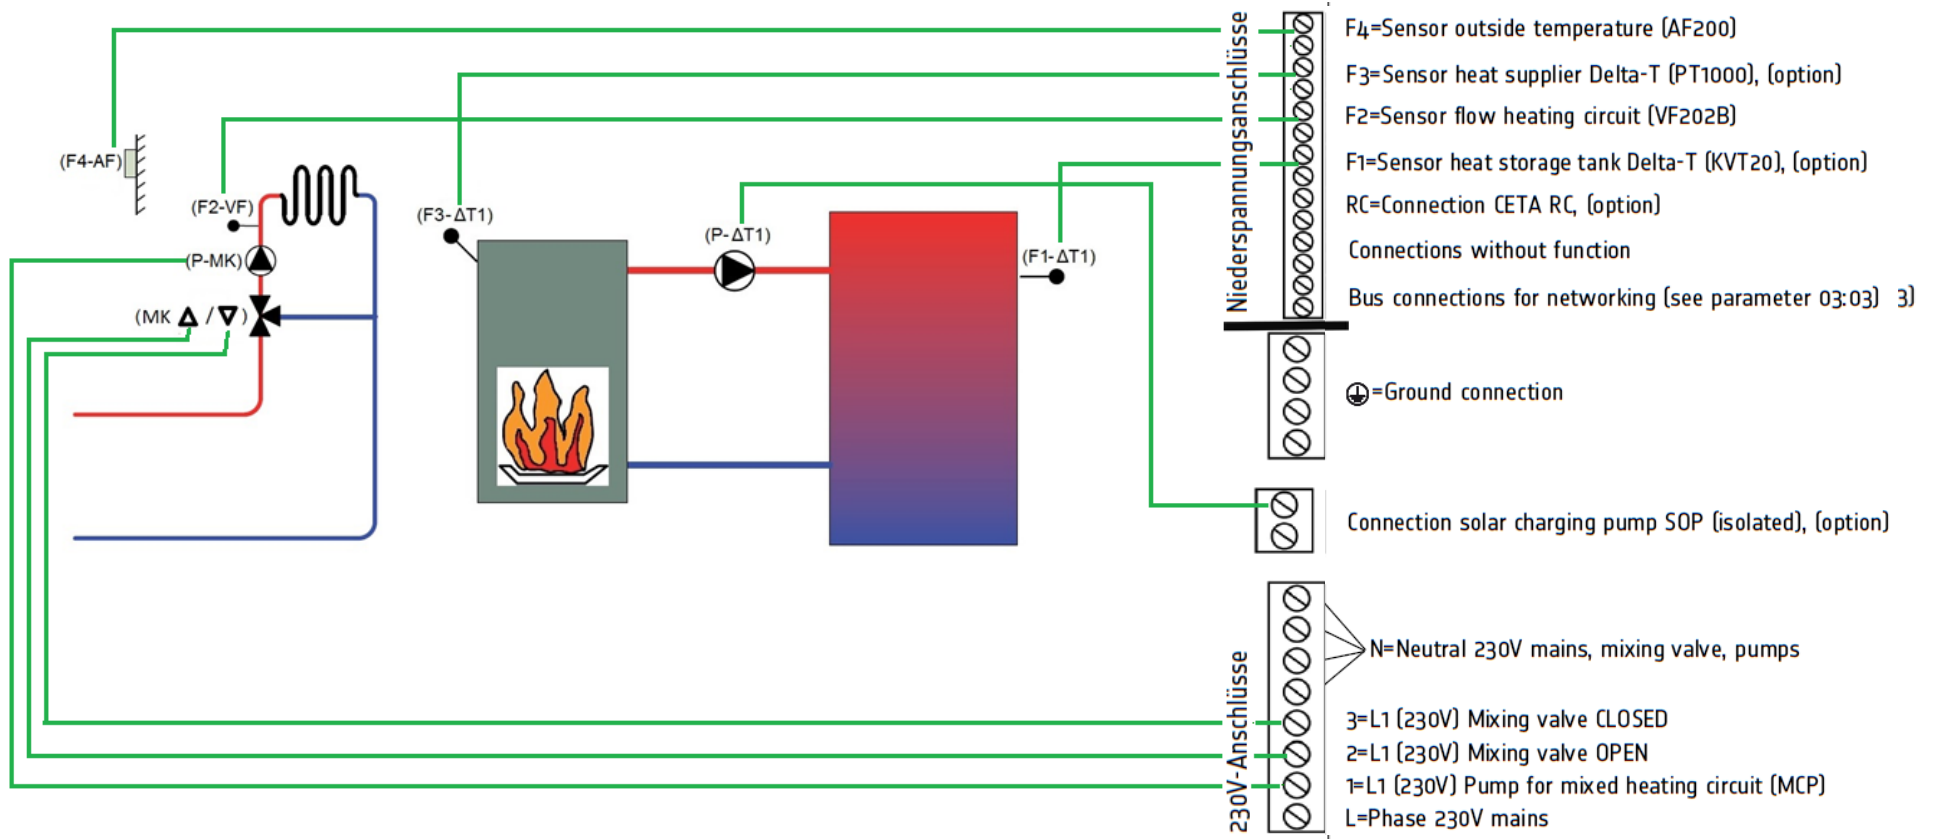 F4=Sensor outside temperature (AF200)
F3=Sensor heat supplier Delta-T (PT1000), (option)
F2=Sensor flow heating circuit (VF202B)
F1=Sensor heat storage tank Delta-T (KVT20), (option)
RC=Connection CETA RC, (option)
Connections without function
Bus connections for networking (see parameter 03:03) 3)
Niederspannungsanschlüsse
(F4-AF)
(F2-VF)
(F3-ΔT1)
(P-ΔT1)
(F1-ΔT1)
(P-MK)
(MK △ / ▽ )
=Ground connection
Connection solar charging pump SOP (isolated), (option)
N=Neutral 230V mains, mixing valve, pumps
230V-Anschlüsse
3=L1 (230V) Mixing valve CLOSED
2=L1 (230V) Mixing valve OPEN
1=L1 (230V) Pump for mixed heating circuit (MCP)
L=Phase 230V mains